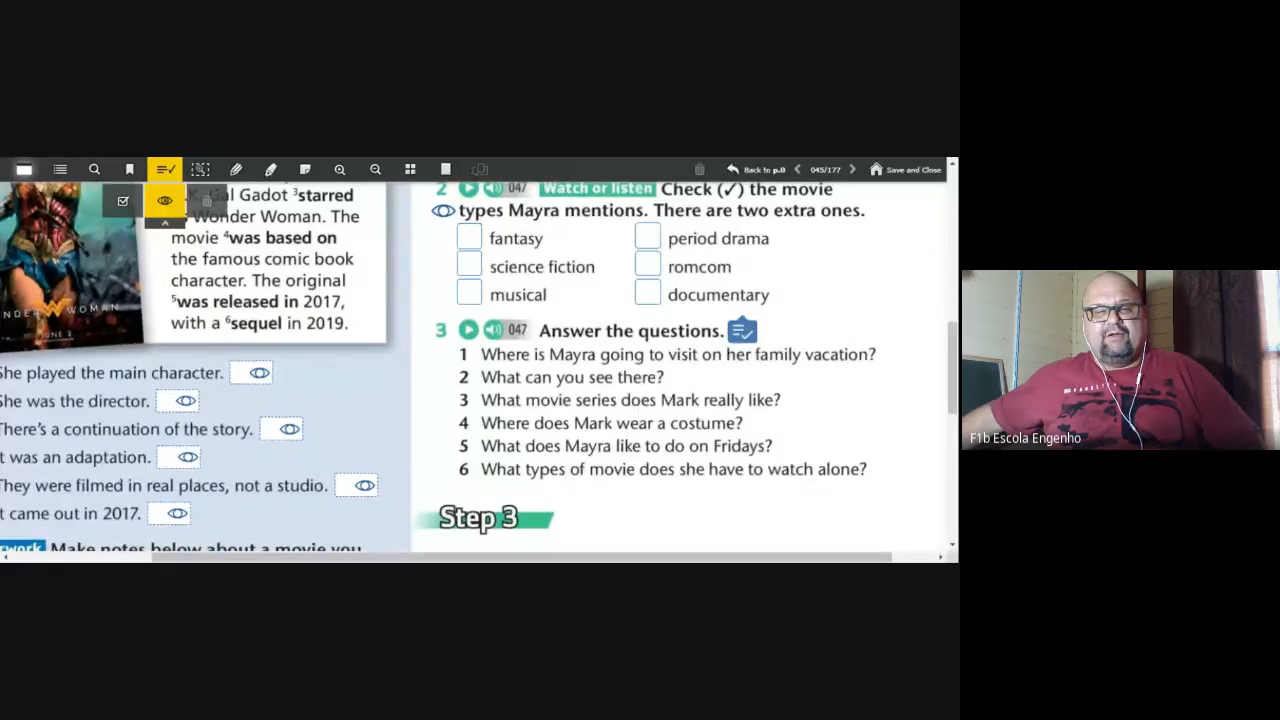 Back to p.0
045/177
Save and Close
Gal Gadot ³starred
Wonder Woman. The
movie ⁴was based on
the famous comic book
character. The original
⁵was released in 2017,
with a ⁶sequel in 2019.
WOMAN
JUNE 2
She played the main character.
She was the director.
There's a continuation of the story.
t was an adaptation.
They were filmed in real places, not a studio.
t came out in 2017.
rwork Make notes below about a movie you
2 047 Watch or listen Check (✓) the movie
types Mayra mentions. There are two extra ones.
fantasy period drama
science fiction romcom
musical documentary
3 047 Answer the questions.
1 Where is Mayra going to visit on her family vacation?
2 What can you see there?
3 What movie series does Mark really like?
4 Where does Mark wear a costume?
5 What does Mayra like to do on Fridays?
6 What types of movie does she have to watch alone?
Step 3
F1b Escola Engenho